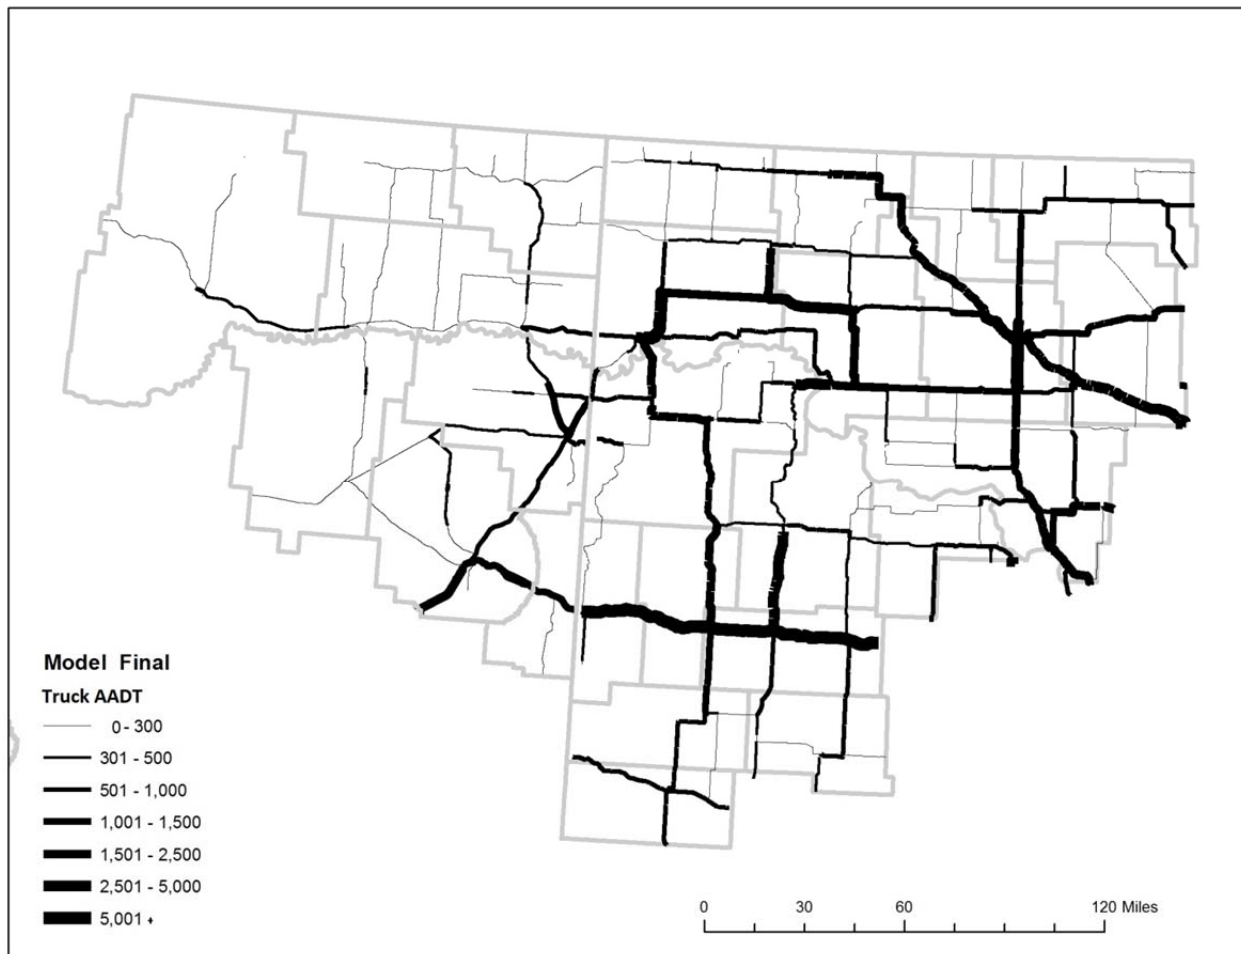 Model Final
Truck AADT
0 - 300
301 - 500
501 - 1,000
1,001 - 1,500
1,501 - 2,500
2,501 - 5,000
5,001 +
0 30 60 120 Miles